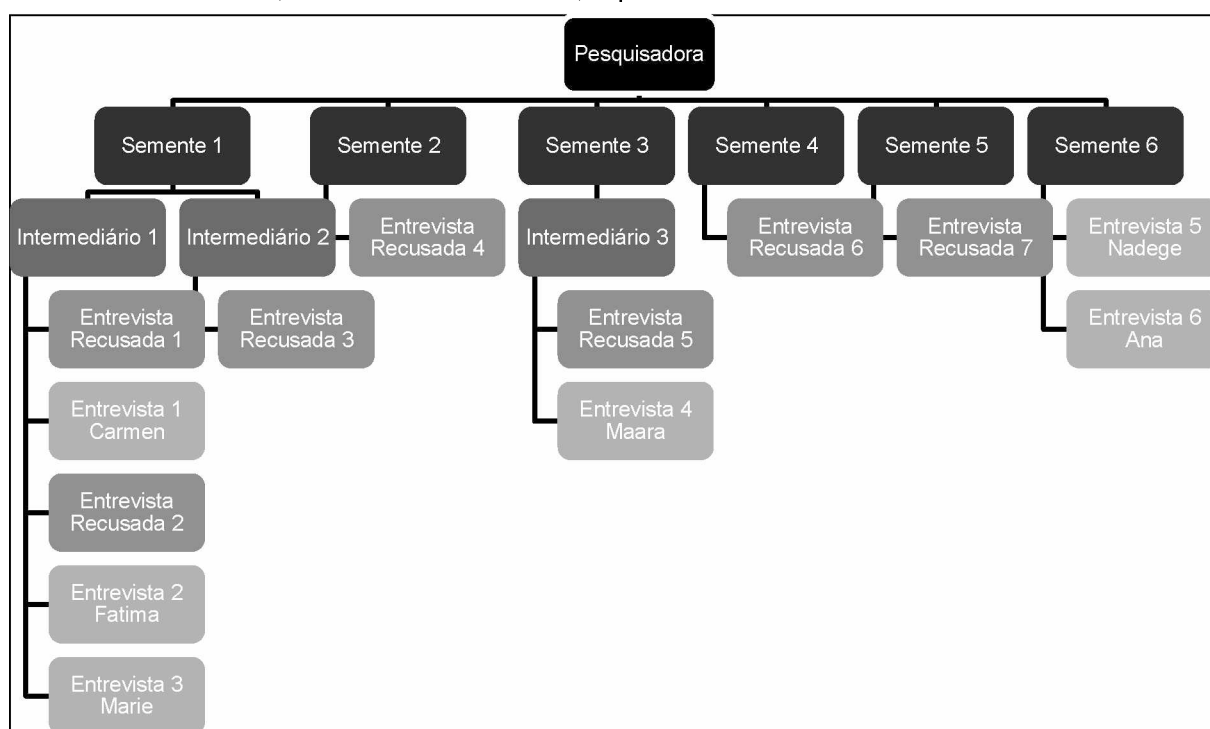 Pesquisadora
Semente 1
Semente 2
Semente 3
Semente 4
Semente 5
Semente 6
Intermediário 1
Intermediário 2
Entrevista
Recusada 4
Intermediário 3
Entrevista
Recusada 6
Entrevista
Recusada 7
Entrevista 5
Nadege
Entrevista
Recusada 1
Entrevista
Recusada 3
Entrevista
Recusada 5
Entrevista 6
Ana
Entrevista 1
Carmen
Entrevista 4
Maara
Entrevista
Recusada 2
Entrevista 2
Fatima
Entrevista 3
Marie